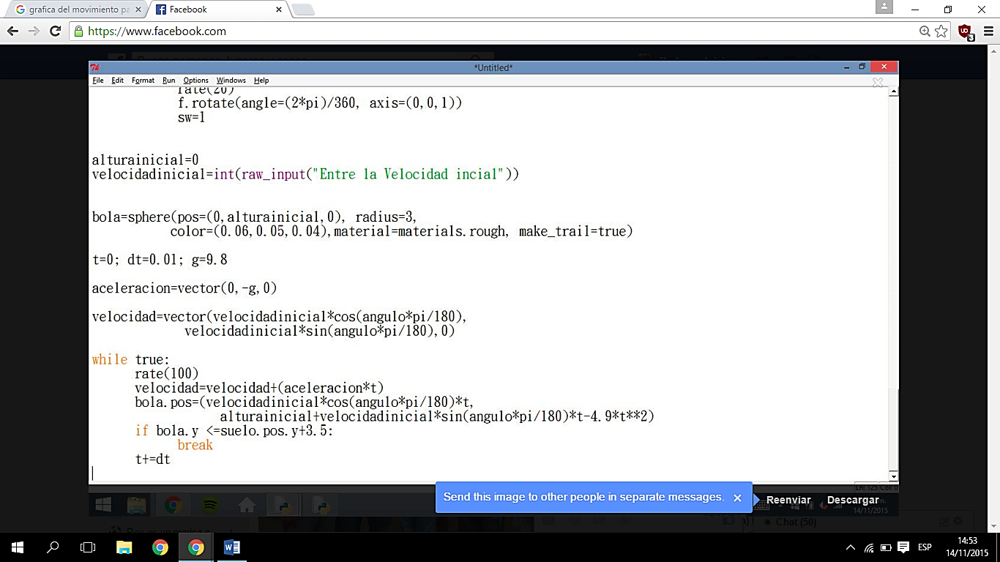 grafica del movimiento pa
Facebook
https://www.facebook.com
3
*Untitled*
File Edit Format Run Options Windows Help
rate(20)
f.rotate(angle=(2*pi)/360, axis=(0,0,1))
sw=1
alturainicial=0
velocidadinicial=int(raw_input("Entre la Velocidad incial"))
bola=sphere(pos=(0,alturainicial,0), radius=3,
color=(0.06,0.05,0.04),material=materials.rough, make_trail=true)
t=0; dt=0.01; g=9.8
aceleracion=vector(0,-g,0)
velocidad=vector(velocidadinicial*cos(angulo*pi/180),
velocidadinicial*sin(angulo*pi/180),0)
while true:
rate(100)
velocidad=velocidad+(aceleracion*t)
bola.pos=(velocidadinicial*cos(angulo*pi/180)*t,
alturainicial+velocidadinicial*sin(angulo*pi/180)*t-4.9*t**2)
if bola.y <=suelo.pos.y+3.5:
break
t+=dt
Send this image to other people in separate messages.
Reenviar Descargar
14/11/2015
Chat (50)
ESP
14:53
14/11/2015